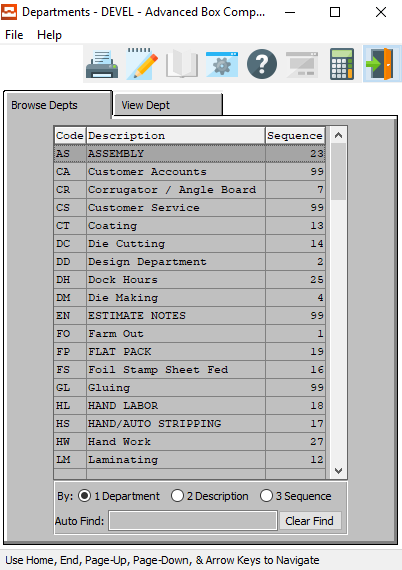 Departments - DEVEL - Advanced Box Comp...
File Help
Browse Depts View Dept
Code Description Sequence
AS ASSEMBLY 23
CA Customer Accounts 99
CR Corrugator / Angle Board 7
CS Customer Service 99
CT Coating 13
DC Die Cutting 14
DD Design Department 2
DH Dock Hours 25
DM Die Making 4
EN ESTIMATE NOTES 99
FO Farm Out 1
FP FLAT PACK 19
FS Foil Stamp Sheet Fed 16
GL Gluing 99
HL HAND LABOR 18
HS HAND/AUTO STRIPPING 17
HW Hand Work 27
LM Laminating 12
By: 1 Department 2 Description 3 Sequence
Auto Find: Clear Find
Use Home, End, Page-Up, Page-Down, & Arrow Keys to Navigate